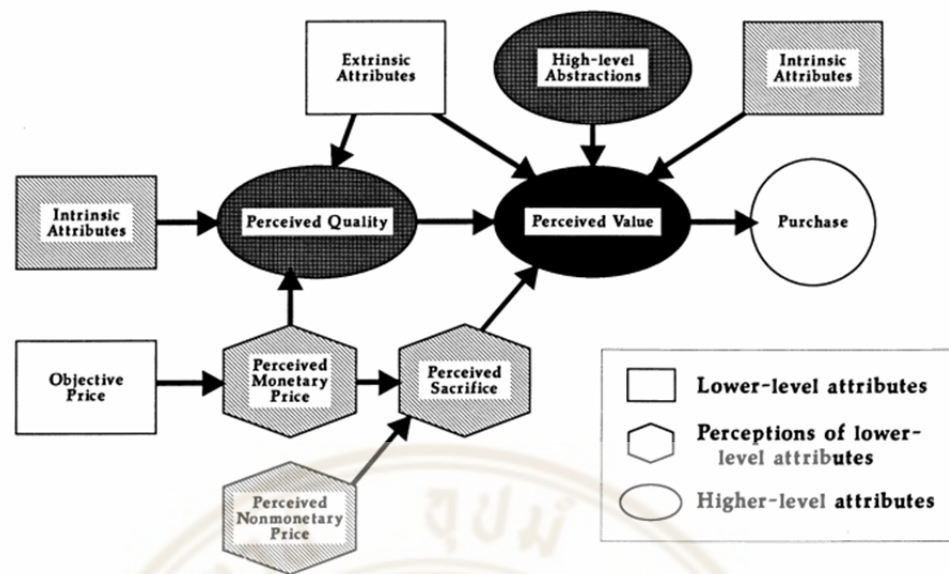 Extrinsic
Attributes
High-level
Abstractions
Intrinsic
Attributes
Intrinsic
Attributes
Perceived Quality
Perceived Value
Purchase
Objective
Price
Perceived
Monetary
Price
Perceived
Sacrifice
Perceived
Nonmonetary
Price
Lower-level attributes
Perceptions of lower-
level attributes
Higher-level attributes